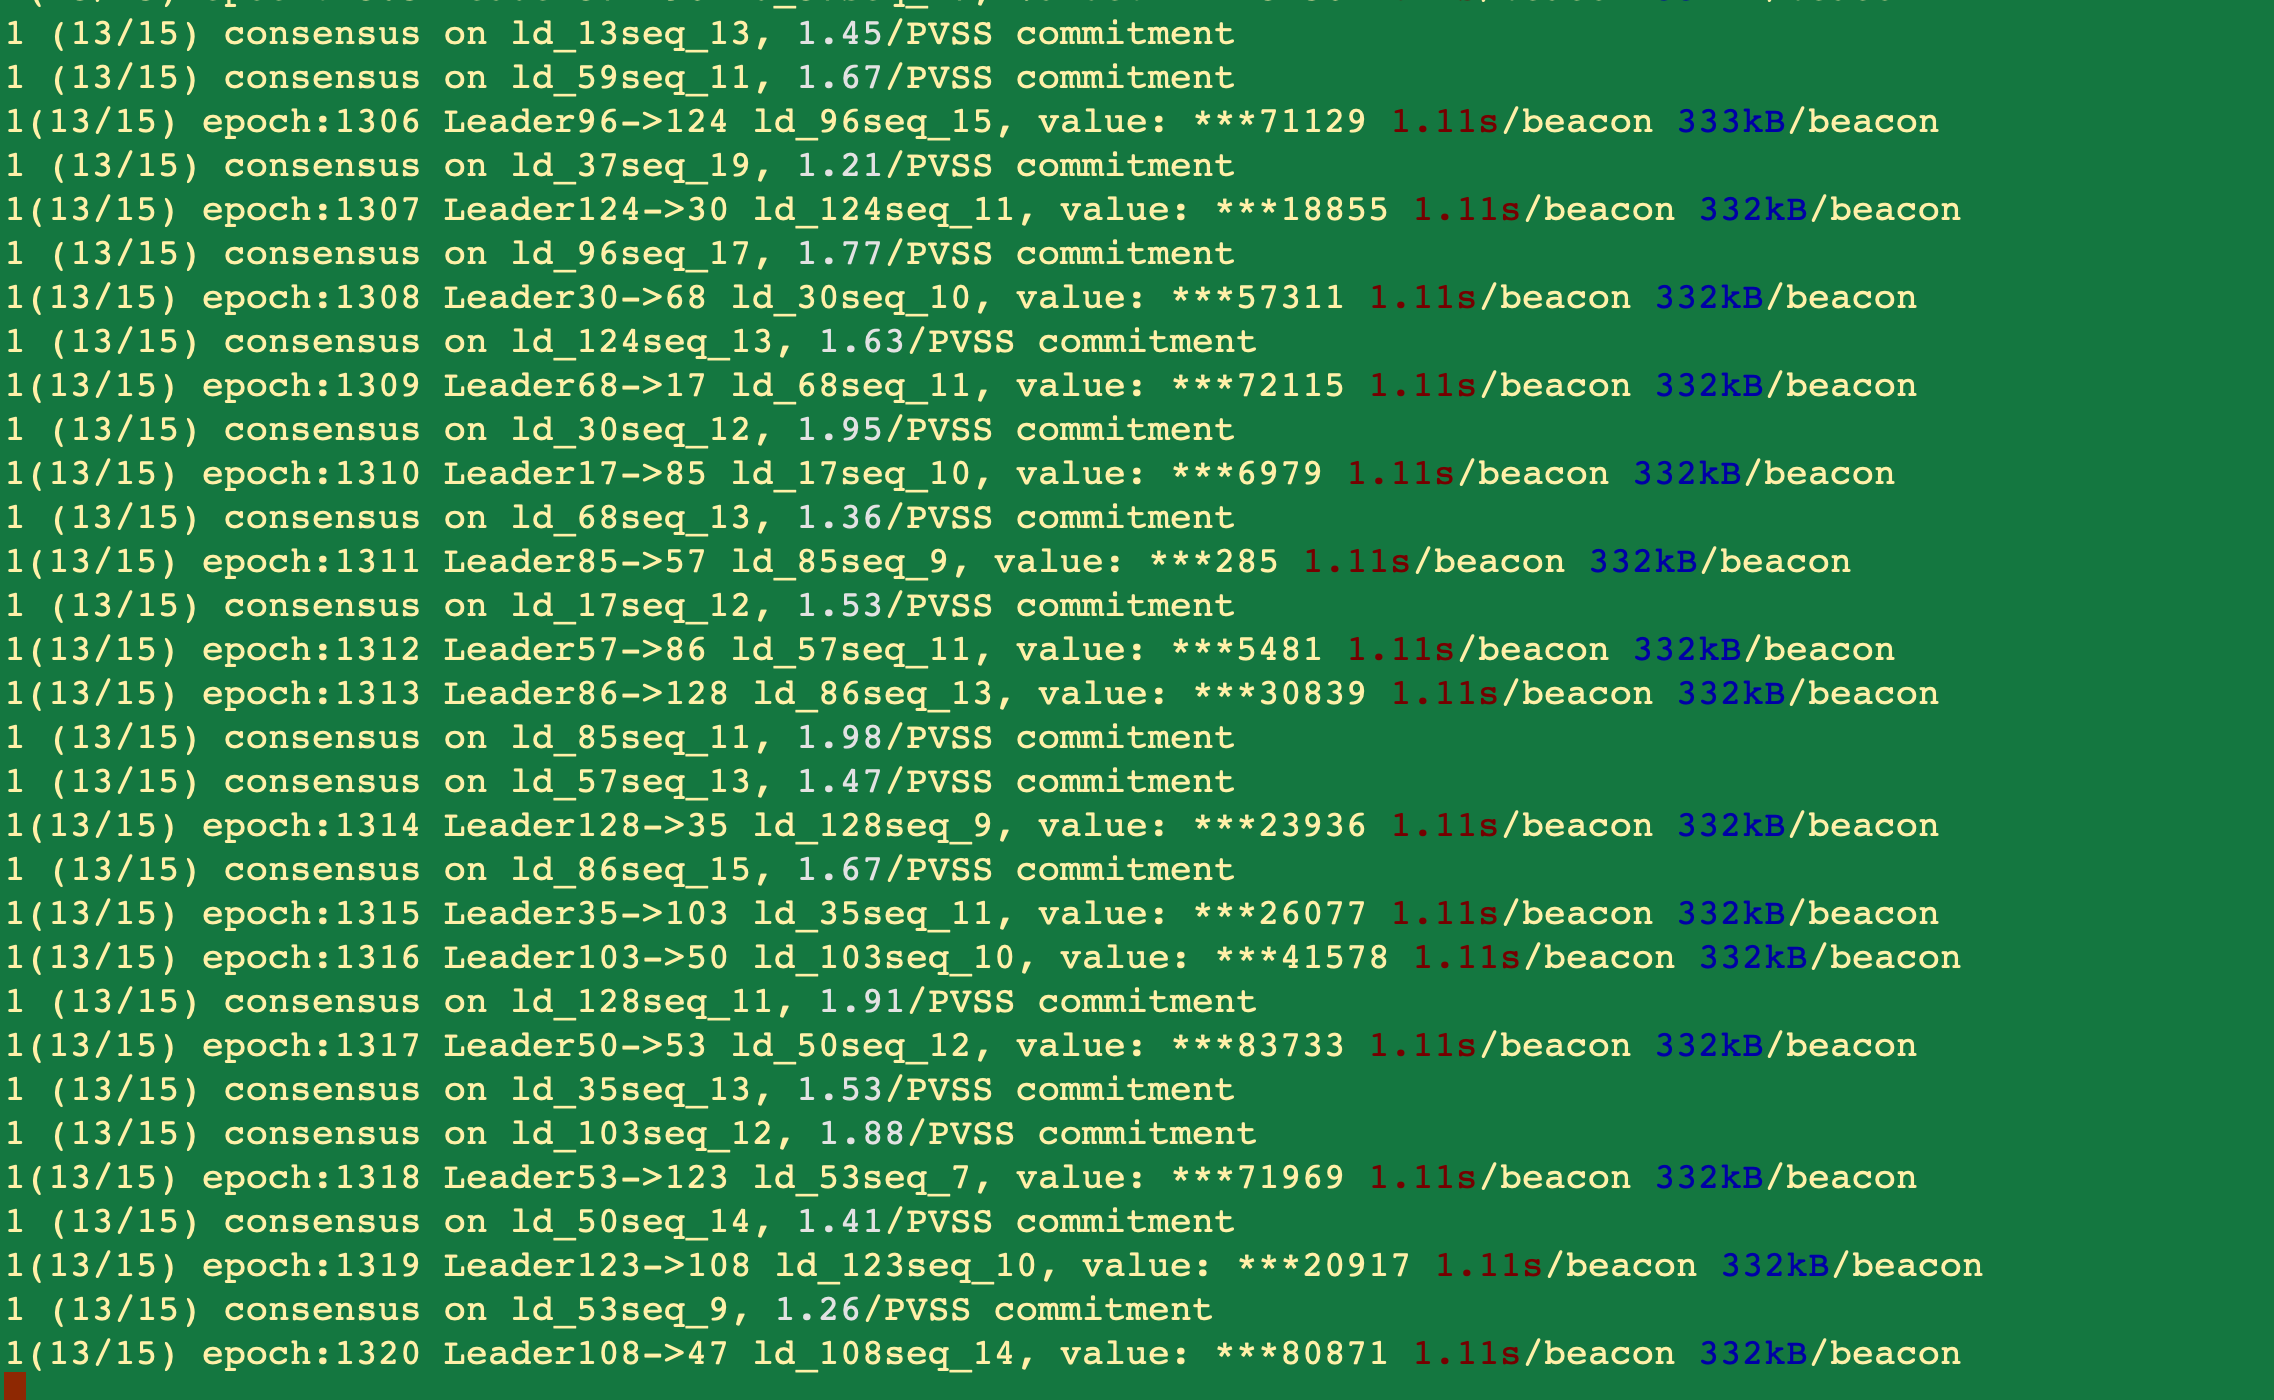 1 (13/15) consensus on ld_13seq_13, 1.45/PVSS commitment
1 (13/15) consensus on ld_59seq_11, 1.67/PVSS commitment
1(13/15) epoch:1306 Leader96->124 ld_96seq_15, value: ***71129 1.11s/beacon 333kB/beacon
1 (13/15) consensus on ld_37seq_19, 1.21/PVSS commitment
1(13/15) epoch:1307 Leader124->30 ld_124seq_11, value: ***18855 1.11s/beacon 332kB/beacon
1 (13/15) consensus on ld_96seq_17, 1.77/PVSS commitment
1(13/15) epoch:1308 Leader30->68 ld_30seq_10, value: ***57311 1.11s/beacon 332kB/beacon
1 (13/15) consensus on ld_124seq_13, 1.63/PVSS commitment
1(13/15) epoch:1309 Leader68->17 ld_68seq_11, value: ***72115 1.11s/beacon 332kB/beacon
1 (13/15) consensus on ld_30seq_12, 1.95/PVSS commitment
1(13/15) epoch:1310 Leader17->85 ld_17seq_10, value: ***6979 1.11s/beacon 332kB/beacon
1 (13/15) consensus on ld_68seq_13, 1.36/PVSS commitment
1(13/15) epoch:1311 Leader85->57 ld_85seq_9, value: ***285 1.11s/beacon 332kB/beacon
1 (13/15) consensus on ld_17seq_12, 1.53/PVSS commitment
1(13/15) epoch:1312 Leader57->86 ld_57seq_11, value: ***5481 1.11s/beacon 332kB/beacon
1(13/15) epoch:1313 Leader86->128 ld_86seq_13, value: ***30839 1.11s/beacon 332kB/beacon
1 (13/15) consensus on ld_85seq_11, 1.98/PVSS commitment
1 (13/15) consensus on ld_57seq_13, 1.47/PVSS commitment
1(13/15) epoch:1314 Leader128->35 ld_128seq_9, value: ***23936 1.11s/beacon 332kB/beacon
1 (13/15) consensus on ld_86seq_15, 1.67/PVSS commitment
1(13/15) epoch:1315 Leader35->103 ld_35seq_11, value: ***26077 1.11s/beacon 332kB/beacon
1(13/15) epoch:1316 Leader103->50 ld_103seq_10, value: ***41578 1.11s/beacon 332kB/beacon
1 (13/15) consensus on ld_128seq_11, 1.91/PVSS commitment
1(13/15) epoch:1317 Leader50->53 ld_50seq_12, value: ***83733 1.11s/beacon 332kB/beacon
1 (13/15) consensus on ld_35seq_13, 1.53/PVSS commitment
1 (13/15) consensus on ld_103seq_12, 1.88/PVSS commitment
1(13/15) epoch:1318 Leader53->123 ld_53seq_7, value: ***71969 1.11s/beacon 332kB/beacon
1 (13/15) consensus on ld_50seq_14, 1.41/PVSS commitment
1(13/15) epoch:1319 Leader123->108 ld_123seq_10, value: ***20917 1.11s/beacon 332kB/beacon
1 (13/15) consensus on ld_53seq_9, 1.26/PVSS commitment
1(13/15) epoch:1320 Leader108->47 ld_108seq_14, value: ***80871 1.11s/beacon 332kB/beacon